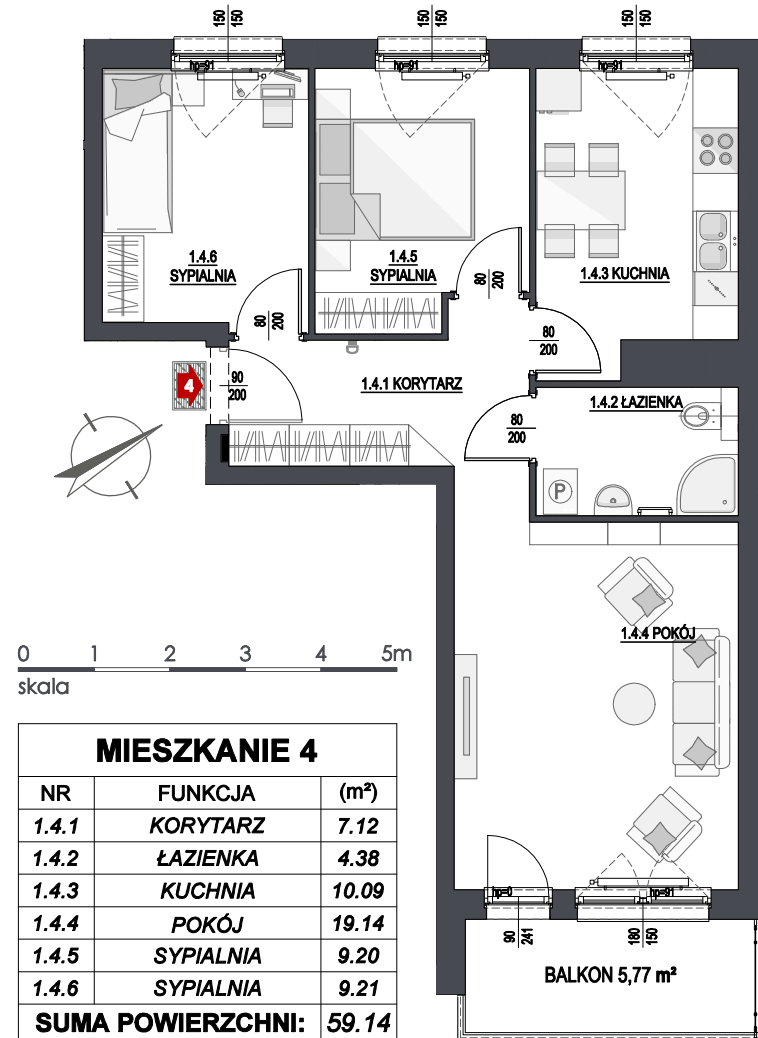 150 150
150 150
150 150
hp=91
hp=91
hp=91
1.4.6
SYPIALNIA
1.4.5
SYPIALNIA
1.4.3 KUCHNIA
80
200
80
200
80
200
4
90
200
1.4.1 KORYTARZ
1.4.2 ŁAZIENKA
80
200
P
1.4.4 POKÓJ
0 1 2 3 4 5m
skala
MIESZKANIE 4
NR FUNKCJA (m²)
1.4.1 KORYTARZ 7.12
1.4.2 ŁAZIENKA 4.38
1.4.3 KUCHNIA 10.09
1.4.4 POKÓJ 19.14
1.4.5 SYPIALNIA 9.20
1.4.6 SYPIALNIA 9.21
SUMA POWIERZCHNI: 59.14
hp=91
90
241
180
150
BALKON 5,77 m²